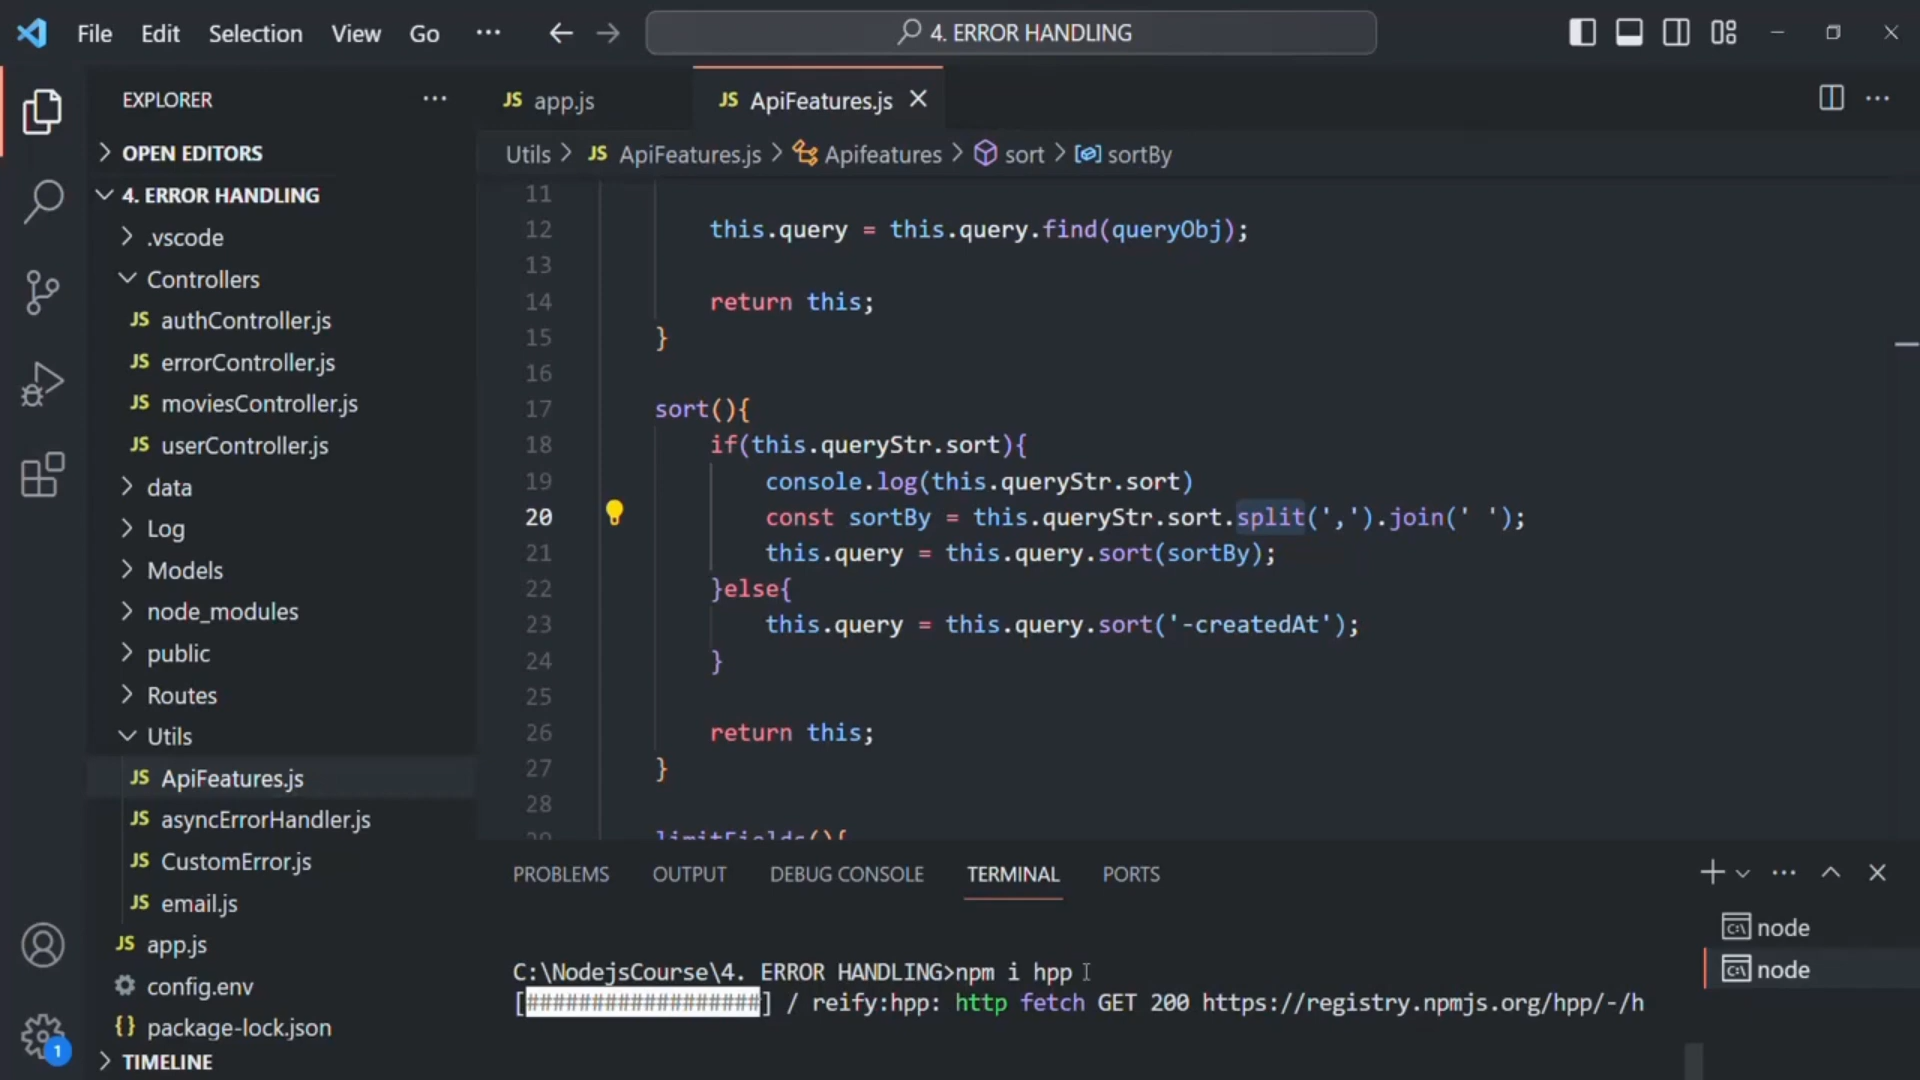 File Edit Selection View Go ··· 4. ERROR HANDLING
EXPLORER ···
OPEN EDITORS
4. ERROR HANDLING
.vscode
Controllers
JS authController.js
JS errorController.js
JS moviesController.js
JS userController.js
data
Log
Models
node_modules
public
Routes
Utils
JS ApiFeatures.js
JS asyncErrorHandler.js
JS CustomError.js
JS email.js
JS app.js
config.env
{} package-lock.json
TIMELINE
1
JS app.js JS ApiFeatures.js
Utils > JS ApiFeatures.js > Apifeatures > sort > sortBy
11
12 this.query = this.query.find(queryObj);
13
14 return this;
15 }
16
17 sort(){
18 if(this.queryStr.sort){
19 console.log(this.queryStr.sort)
20 const sortBy = this.queryStr.sort.split(',').join(' ');
21 this.query = this.query.sort(sortBy);
22 }else{
23 this.query = this.query.sort('-createdAt');
24 }
25
26 return this;
27 }
28
29 limitFields(){
PROBLEMS OUTPUT DEBUG CONSOLE TERMINAL PORTS
C:\NodejsCourse\4. ERROR HANDLING>npm i hpp
[##################] / reify:hpp: http fetch GET 200 https://registry.npmjs.org/hpp/-/h
node
node